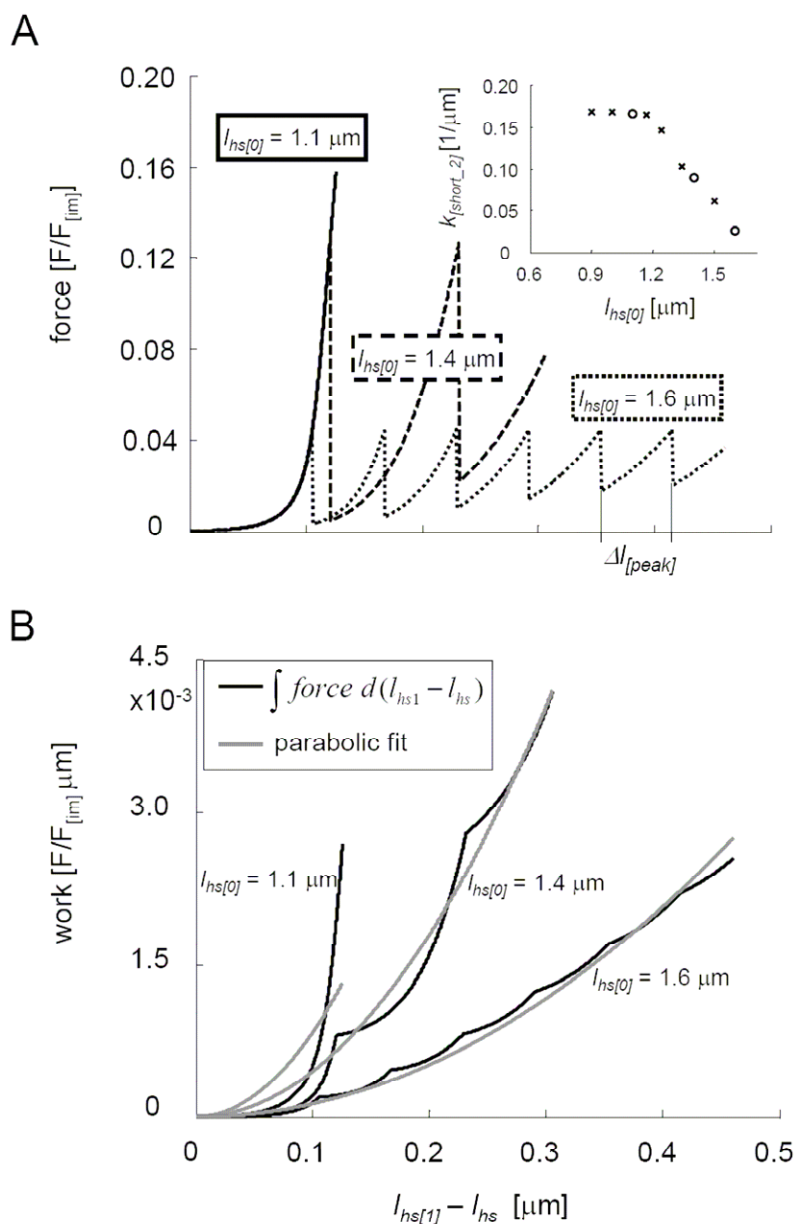 A
force [F/F[im]]
0.20
0.16
0.12
0.08
0.04
0
lhs[0] = 1.1 μm
lhs[0] = 1.4 μm
lhs[0] = 1.6 μm
Δl[peak]
k[short_2] [1/μm]
0.20
0.15
0.10
0.05
0
0.6 0.9 1.2 1.5
lhs[0] [μm]
B
work [F/F[im] μm]
4.5
x10-3
3.0
1.5
0
∫ force d(lhs1 – lhs)
parabolic fit
lhs[0] = 1.1 μm
lhs[0] = 1.4 μm
lhs[0] = 1.6 μm
0 0.1 0.2 0.3 0.4 0.5
lhs[1] – lhs [μm]